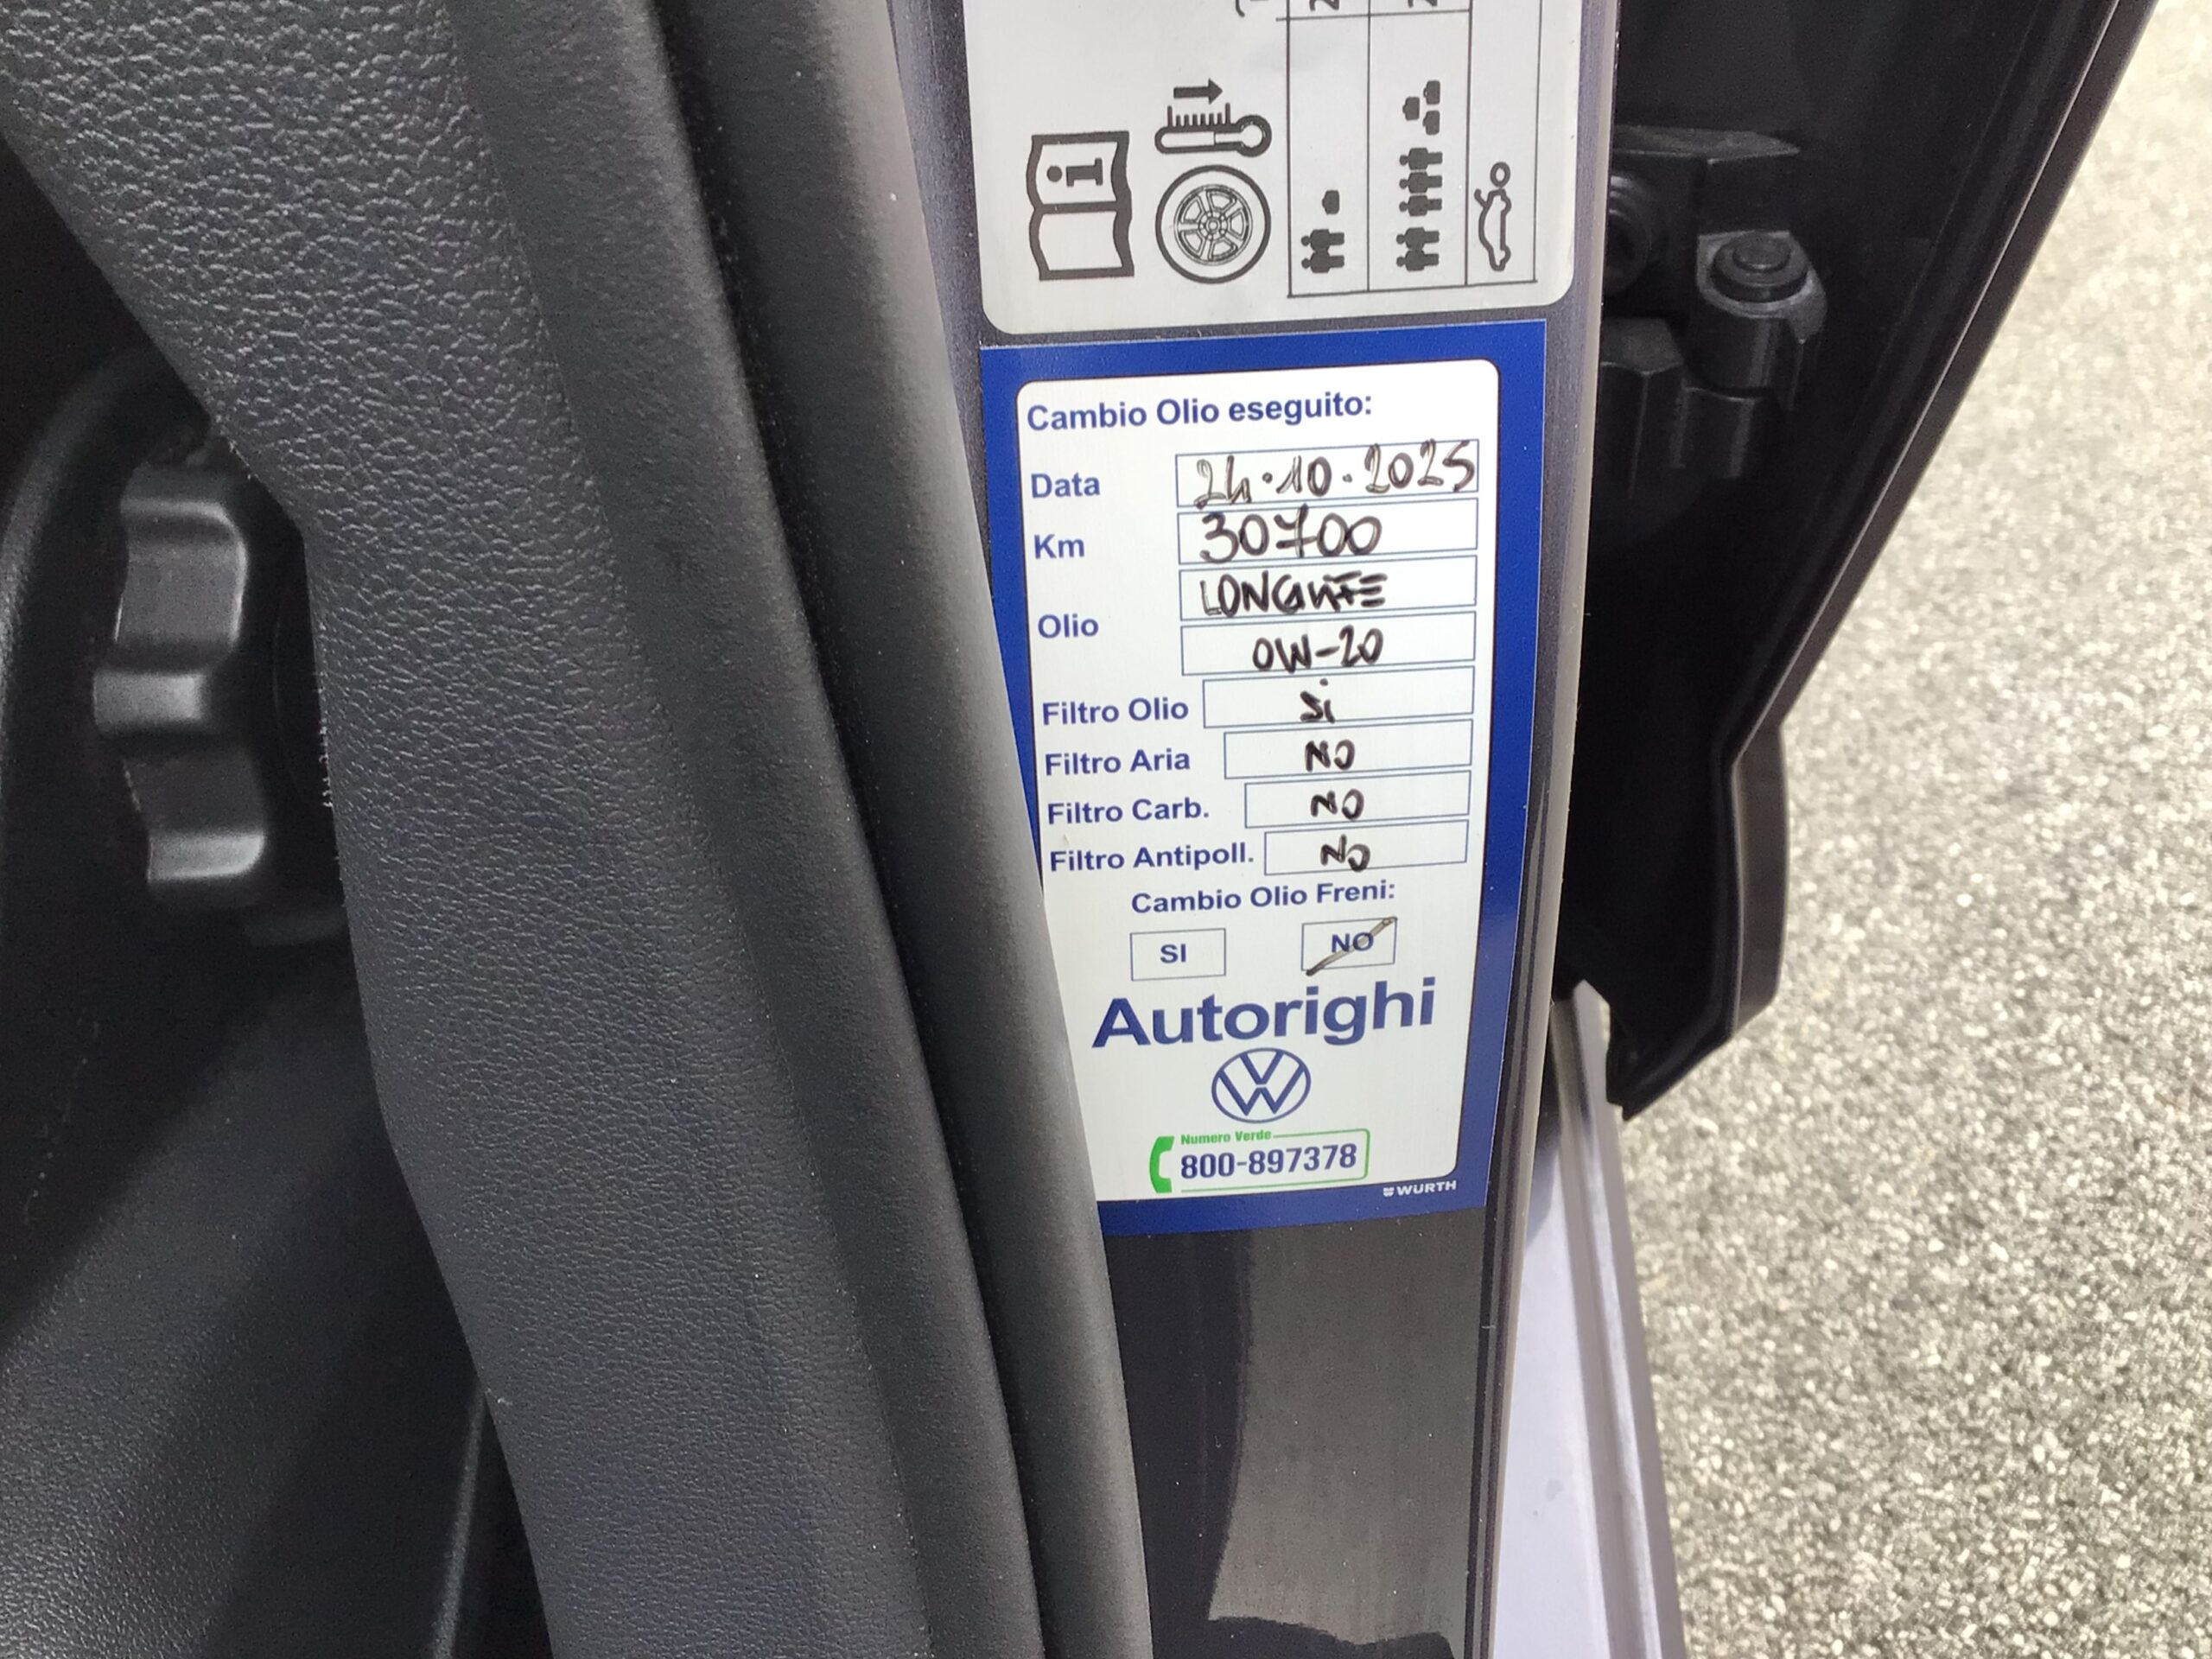 Cambio Olio eseguito:
Data 24.10.2025
Km 30700
Olio LONGLIFE
0W-20
Filtro Olio Si
Filtro Aria NO
Filtro Carb. NO
Filtro Antipoll. NO
Cambio Olio Freni:
SI NO
Autorighi
Numero Verde
800-897378
WURTH